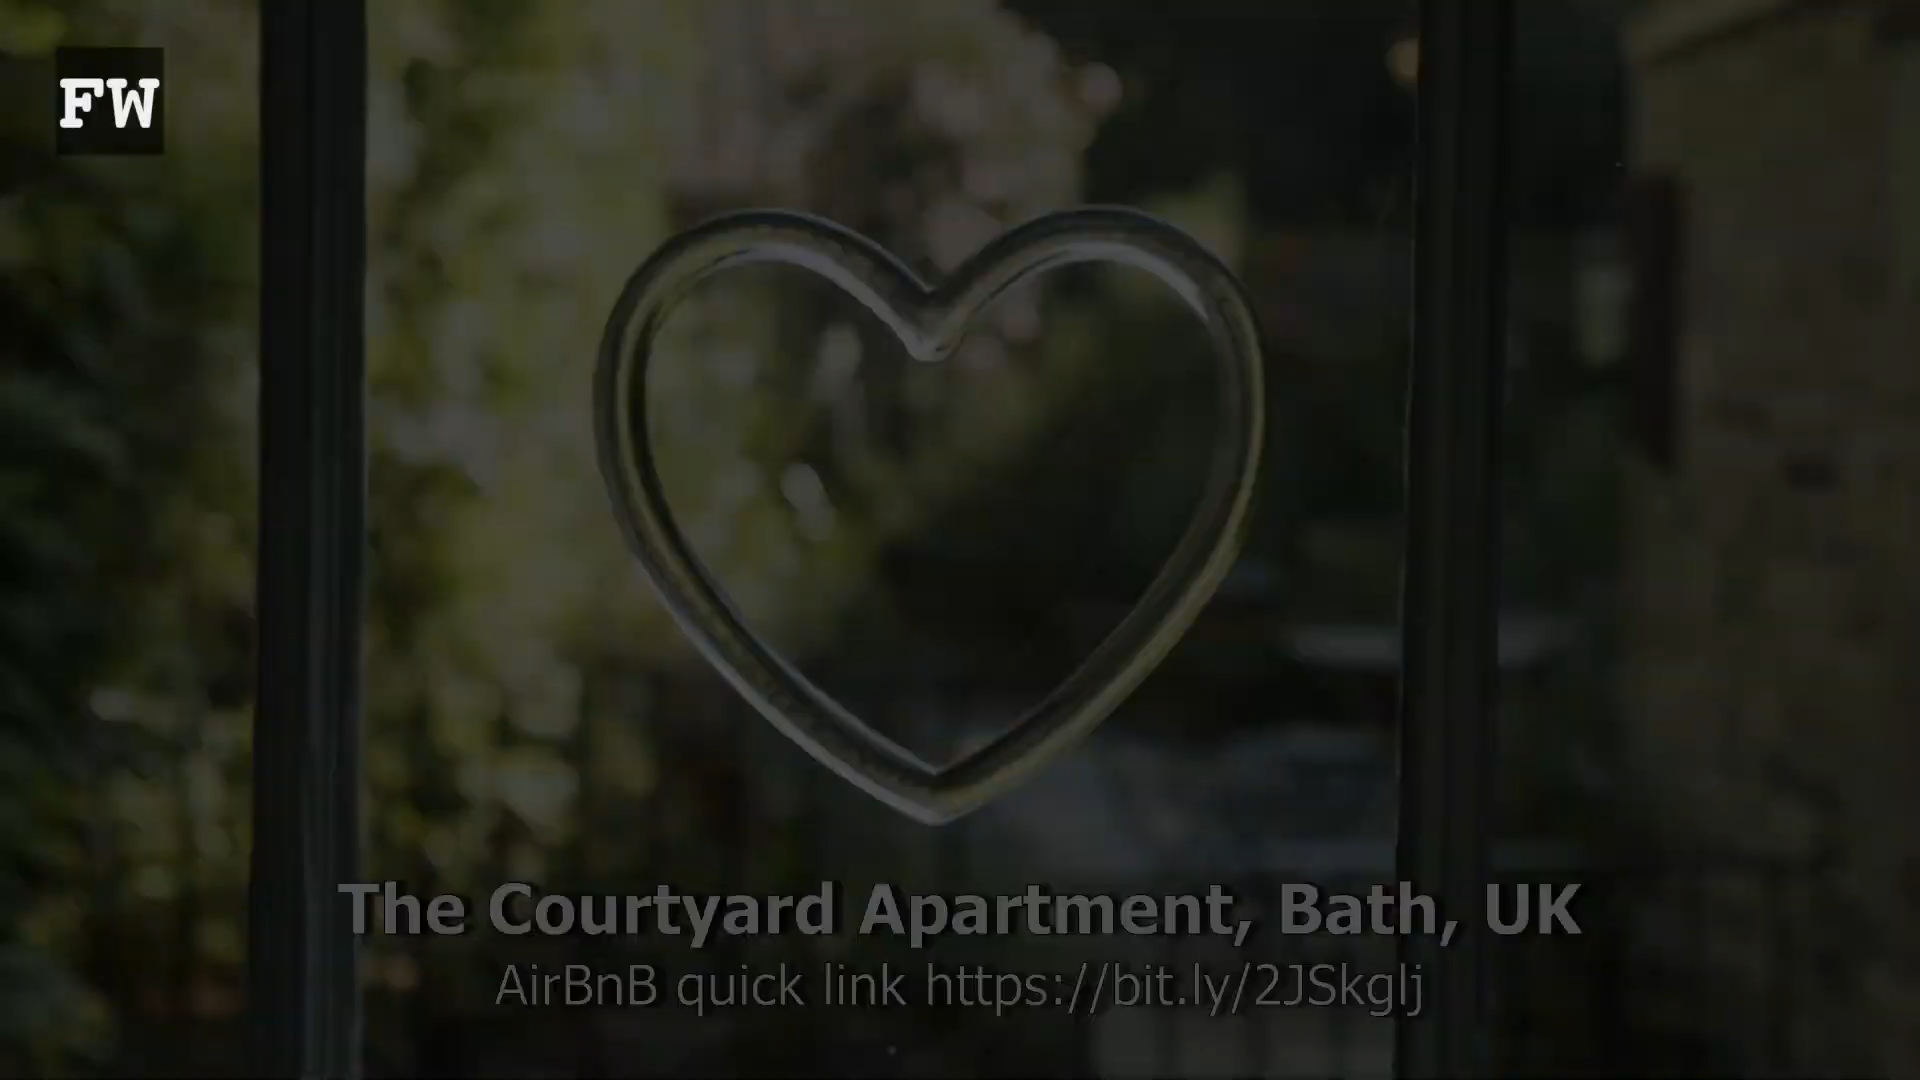 FW
The Courtyard Apartment, Bath, UK
AirBnB quick link https://bit.ly/2JSkglj